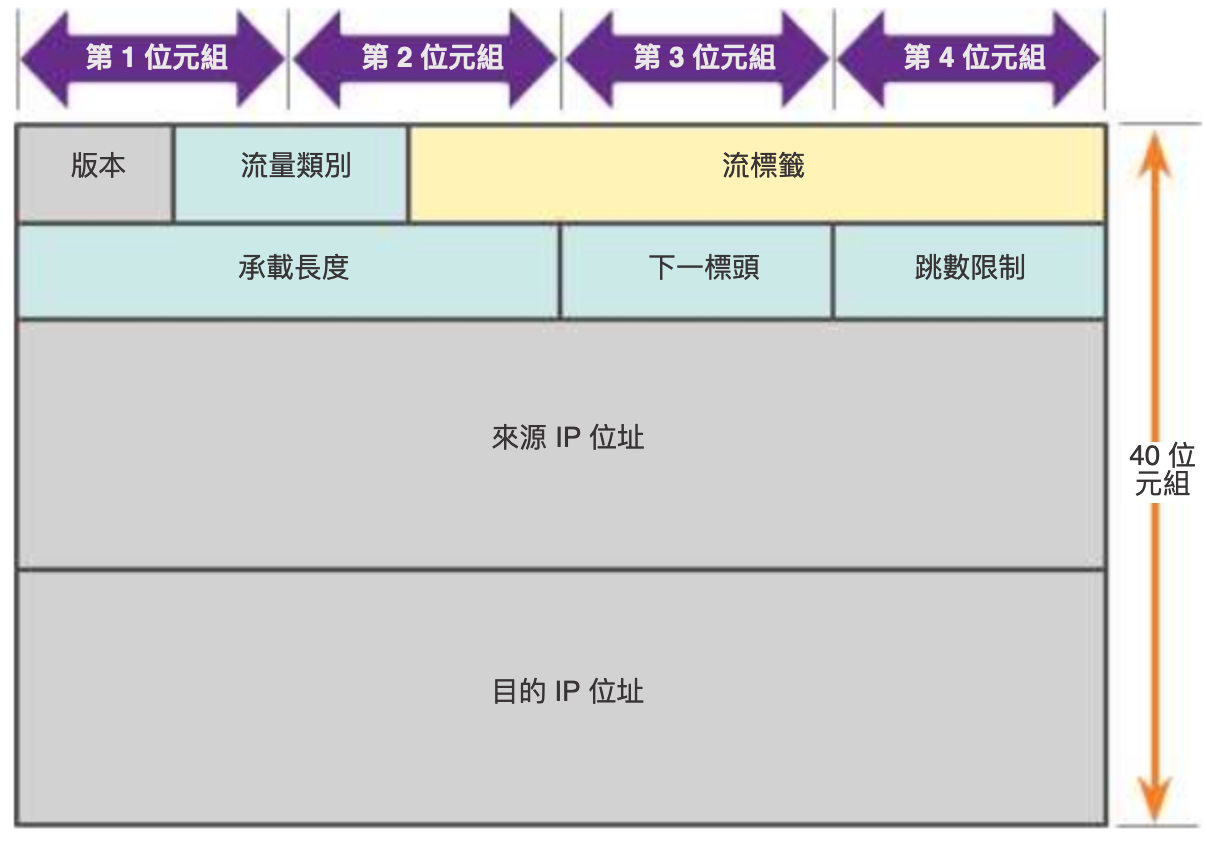 第 1 位元組
第 2 位元組
第 3 位元組
第 4 位元組
版本
流量類別
流標籤
承載長度
下一標頭
跳數限制
來源 IP 位址
40 位
元組
目的 IP 位址